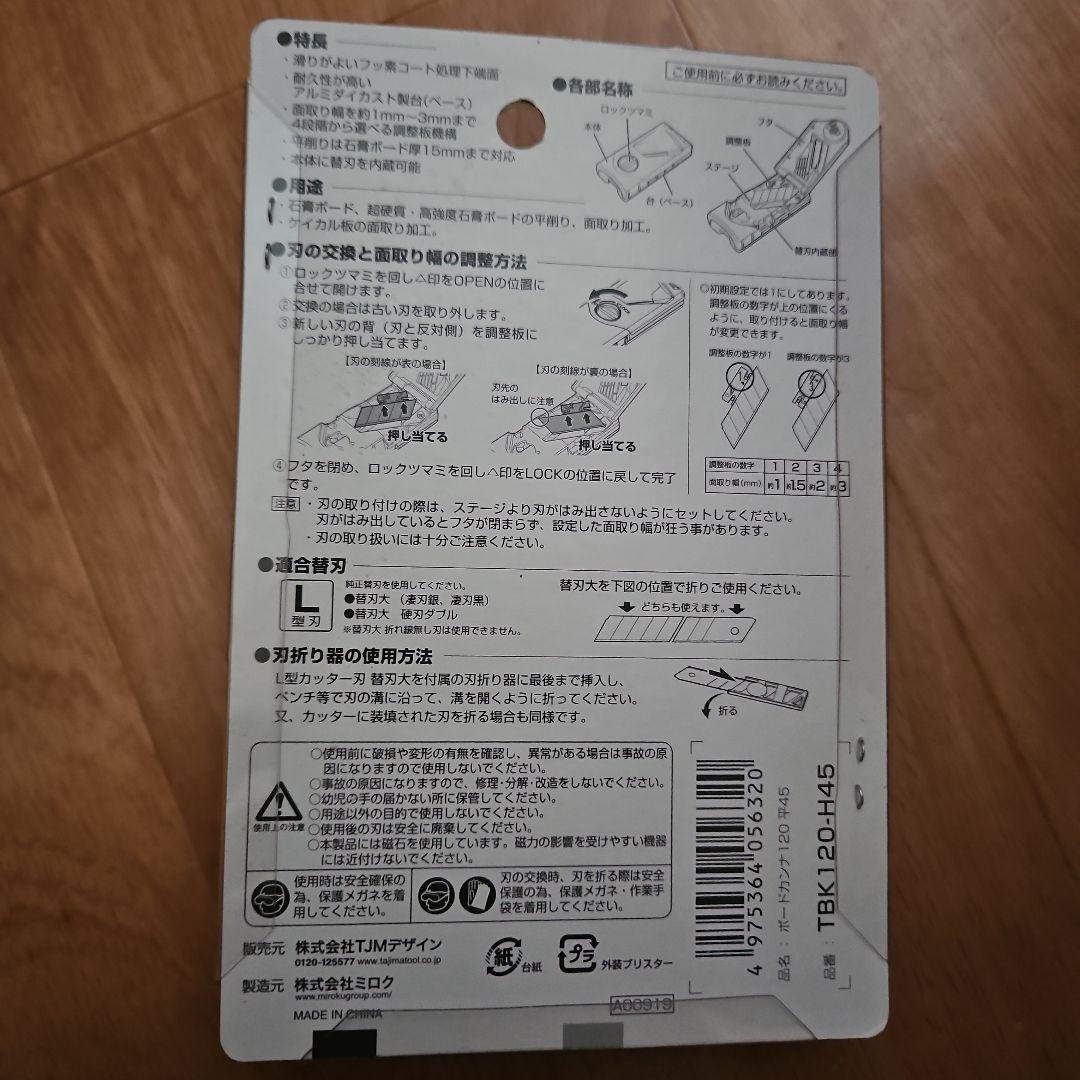 ●特長
・滑りがよいフッ素コート処理下端面
・耐久性が高い
アルミダイカスト製台(ベース)
・面取り幅を約1mm〜3mmまで
4段階から選べる調整板機構
・平削りは石膏ボード厚15mmまで対応
・本体に替刃を内蔵可能
●用途
・石膏ボード、超硬質・高強度石膏ボードの平削り、面取り加工。
・ケイカル板の面取り加工。
ご使用前に必ずお読みください。
●各部名称
ロックツマミ
本体
台(ベース)
フタ
調整板
ステージ
替刃内蔵部
●刃の交換と面取り幅の調整方法
①ロックツマミを回し△印をOPENの位置に
合せて開けます。
②交換の場合は古い刃を取り外します。
③新しい刃の背(刃と反対側)を調整板に
しっかり押し当てます。
【刃の刻線が表の場合】
押し当てる
【刃の刻線が裏の場合】
刃先の
はみ出しに注意
押し当てる
○初期設定では1にしてあります。
調整板の数字が上の位置にくる
ように、取り付けると面取り幅
が変更できます。
調整板の数字が1 調整板の数字が3
調整板の数字 1 2 3 4
面取り幅(mm) 約1 約1.5 約2 約3
④フタを閉め、ロックツマミを回し△印をLOCKの位置に戻して完了
です。
注意 ・刃の取り付けの際は、ステージより刃がはみ出さないようにセットしてください。
刃がはみ出しているとフタが閉まらず、設定した面取り幅が狂う事があります。
・刃の取り扱いには十分ご注意ください。
●適合替刃
L
型刃
純正替刃を使用してください。
●替刃大 (凄刃銀、凄刃黒)
●替刃大 硬刃ダブル
※替刃大 折れ線無し刃は使用できません。
替刃大を下図の位置で折りご使用ください。
どちらも使えます。
●刃折り器の使用方法
L型カッター刃 替刃大を付属の刃折り器に最後まで挿入し、
ペンチ等で刃の溝に沿って、溝を開くように折ってください。
又、カッターに装填された刃を折る場合も同様です。
折る
使用上の注意
○使用前に破損や変形の有無を確認し、異常がある場合は事故の原
因になりますので使用しないでください。
○事故の原因になりますので、修理・分解・改造をしないでください。
○幼児の手の届かない所に保管してください。
○用途以外の目的で使用しないでください。
○使用後の刃は安全に廃棄してください。
○本製品には磁石を使用しています。磁力の影響を受けやすい機器
には近付けないでください。
使用時は安全確保の
為、保護メガネを着
用してください。
刃の交換時、刃を折る際は安全
保護の為、保護メガネ・作業手
袋を着用してください。
販売元 株式会社TJMデザイン
0120-125577 www.tajimatool.co.jp
製造元 株式会社ミロク
www.mirokugroup.com/
MADE IN CHINA
紙 台紙
プラ 外装ブリスター
A00919
4 975364 056320
品名:ボードカンナ120 平45
品番:TBK120-H45